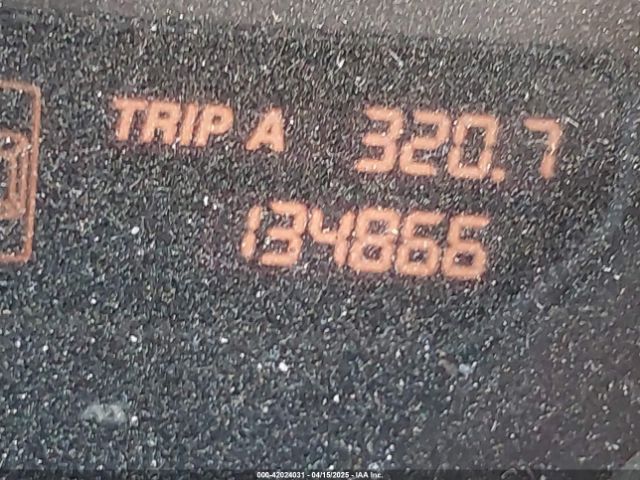 TRIP A 320.7
134866
000-42024031 - 04/15/2025 - IAA Inc.